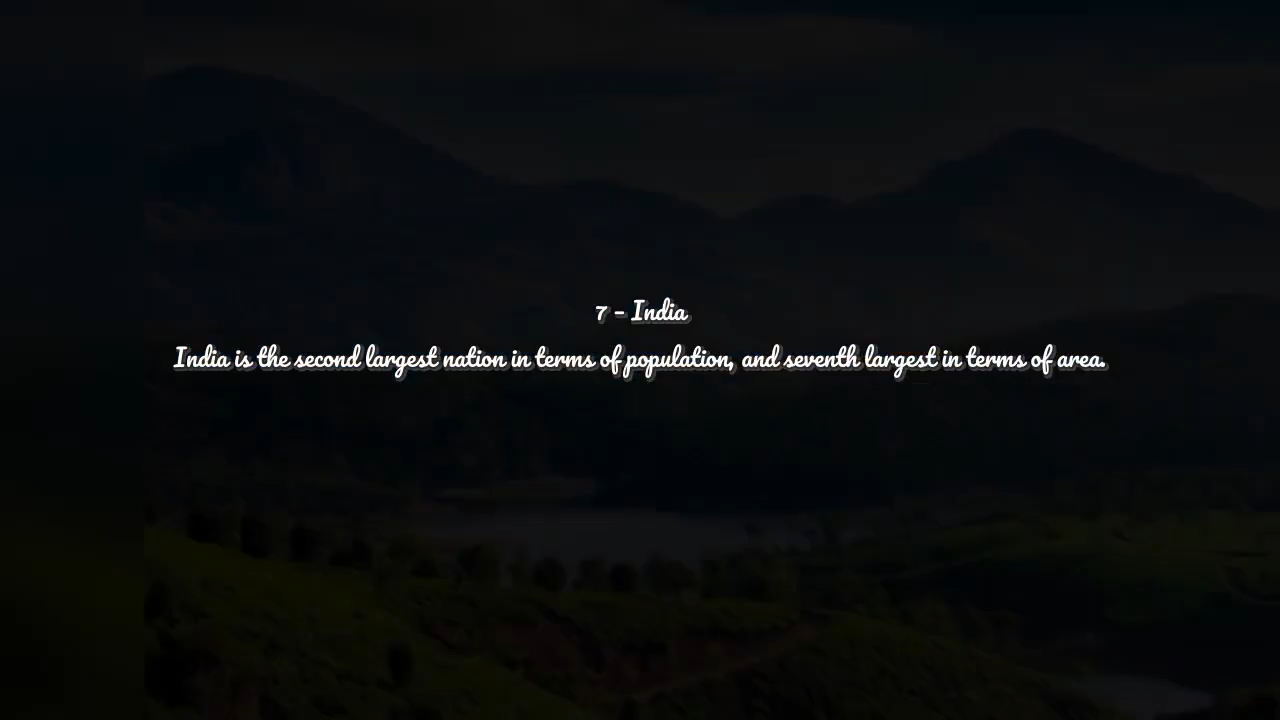 7 - India
India is the second largest nation in terms of population, and seventh largest in terms of area.